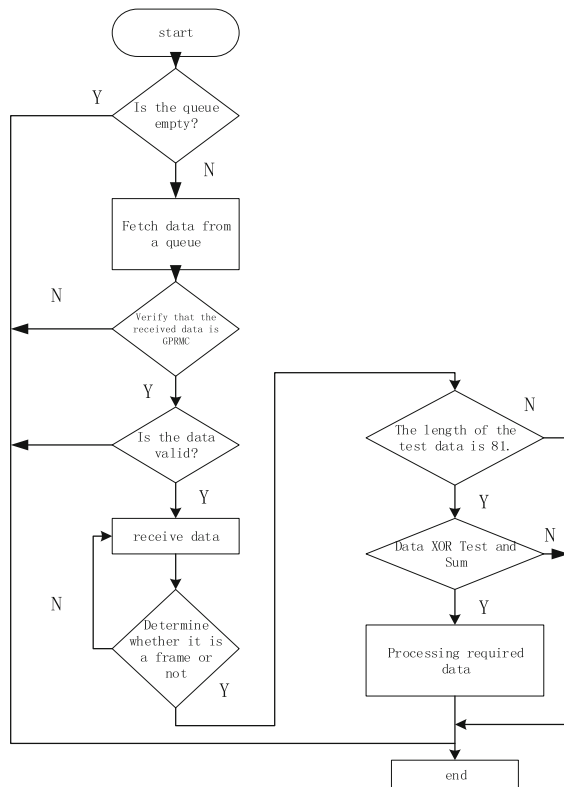 start
Y
Is the queue
empty?
N
Fetch data from
a queue
N
Verify that the
received data is
GPRMC
Y
Is the data
valid?
Y
receive data
N
Determine
whether it is
a frame or
not
Y
N
The length of the
test data is 81.
Y
Data XOR Test and
Sum
N
Y
Processing required
data
end